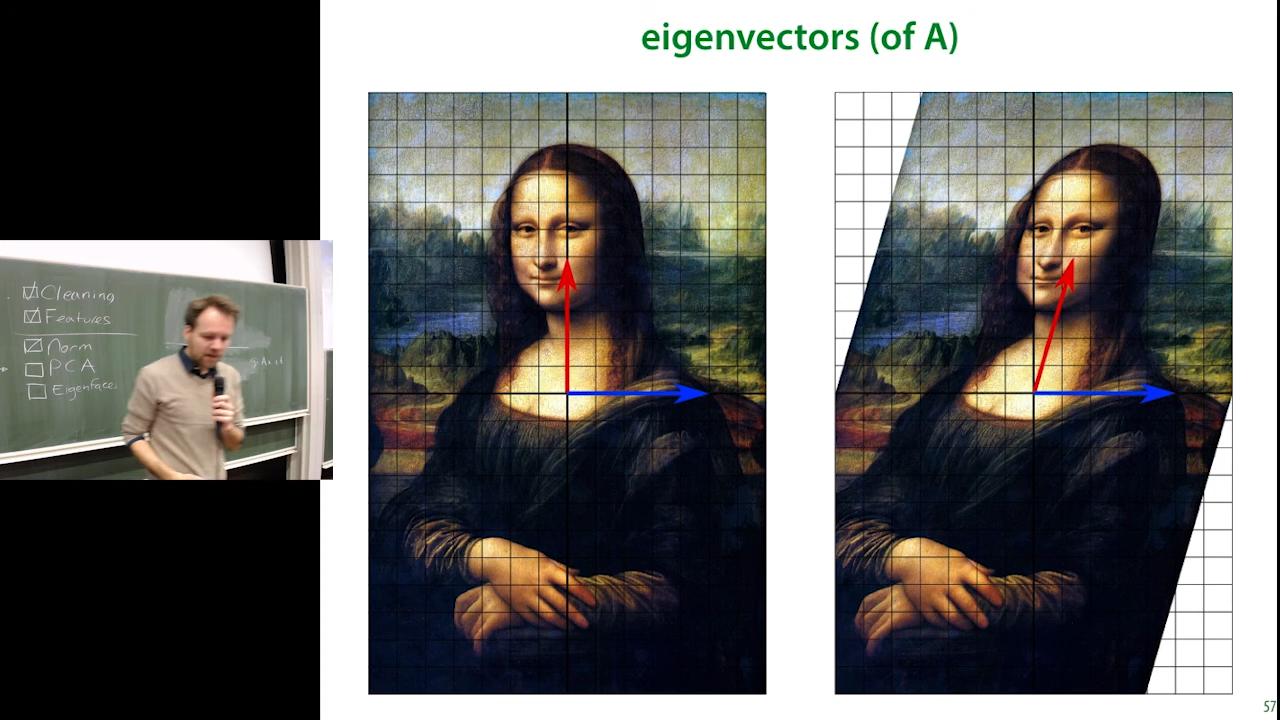 eigenvectors (of A)
Cleaning
Features
Norm
PCA
Eigenfaces
57